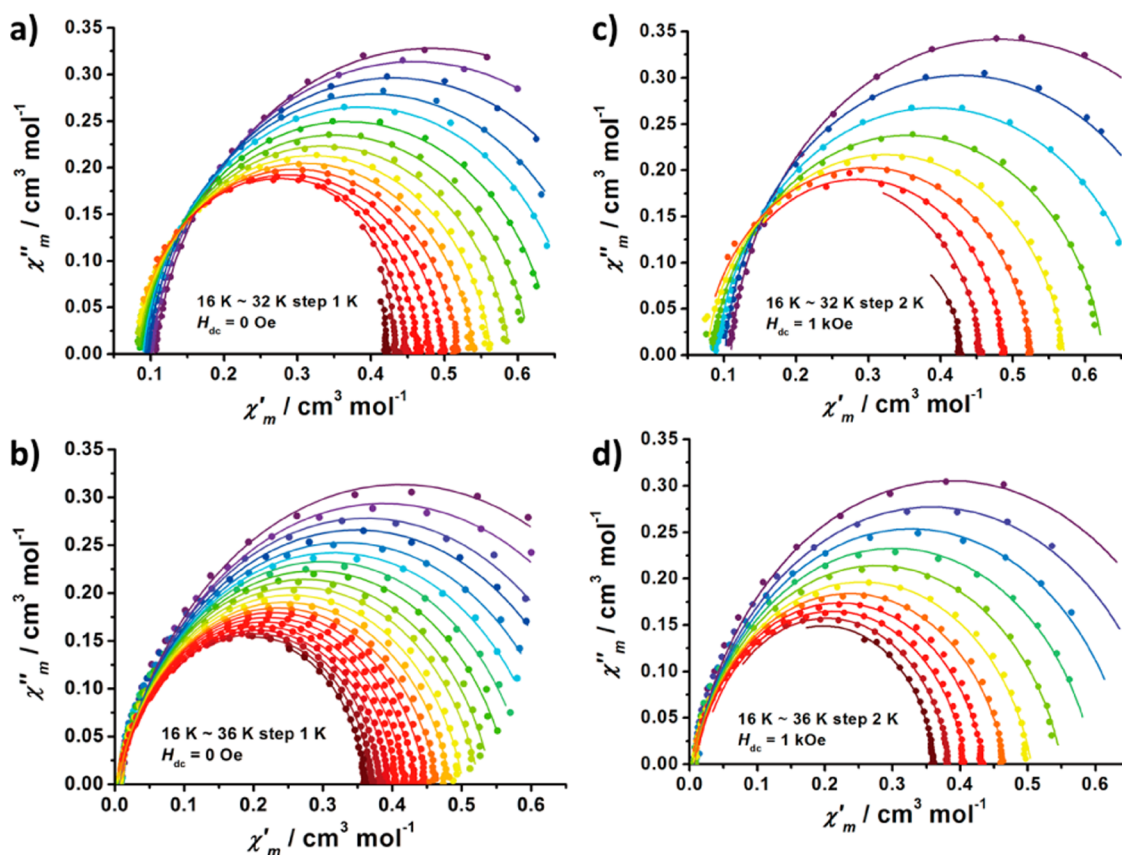 a)
0.35
0.30
0.25
0.20
0.15
0.10
0.05
0.00
χ″m / cm³ mol⁻¹
16 K ~ 32 K step 1 K
Hdc = 0 Oe
0.1 0.2 0.3 0.4 0.5 0.6
χ′m / cm³ mol⁻¹
c)
0.35
0.30
0.25
0.20
0.15
0.10
0.05
0.00
χ″m / cm³ mol⁻¹
16 K ~ 32 K step 2 K
Hdc = 1 kOe
0.1 0.2 0.3 0.4 0.5 0.6
χ′m / cm³ mol⁻¹
b)
0.35
0.30
0.25
0.20
0.15
0.10
0.05
0.00
χ″m / cm³ mol⁻¹
16 K ~ 36 K step 1 K
Hdc = 0 Oe
0.0 0.1 0.2 0.3 0.4 0.5 0.6
χ′m / cm³ mol⁻¹
d)
0.35
0.30
0.25
0.20
0.15
0.10
0.05
0.00
χ″m / cm³ mol⁻¹
16 K ~ 36 K step 2 K
Hdc = 1 kOe
0.0 0.1 0.2 0.3 0.4 0.5 0.6
χ′m / cm³ mol⁻¹